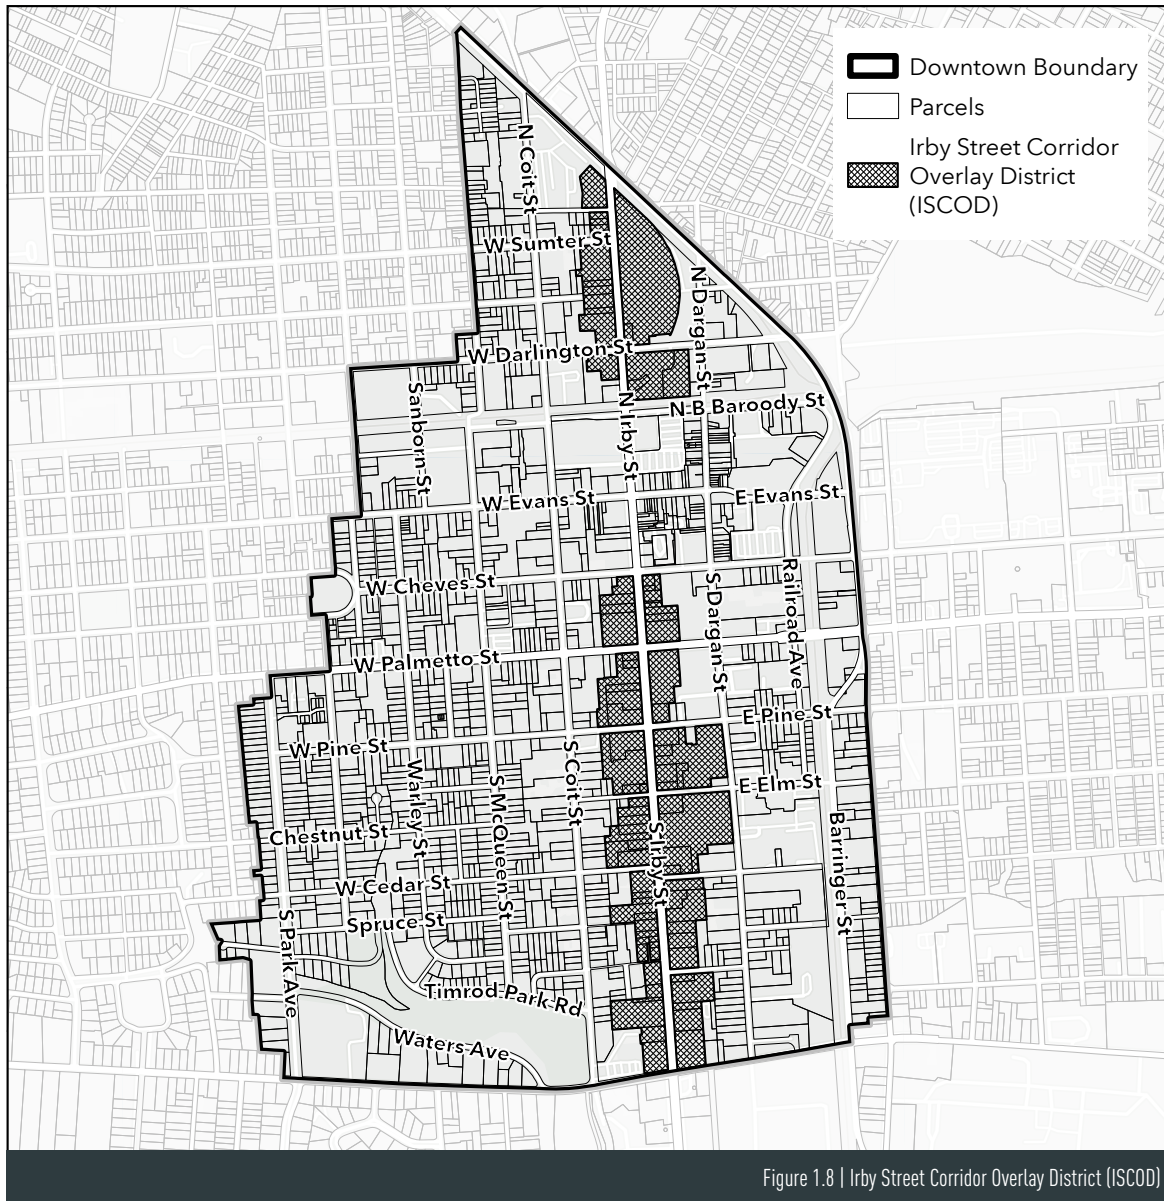 Downtown Boundary
Parcels
Irby Street Corridor
Overlay District
(ISCOD)
N Coit St
W Sumter St
N Dargan St
W Darlington St
Sanborn St
N Irby St
N B Baroody St
W Evans St
E Evans St
W Cheves St
S Dargan St
Railroad Ave
W Palmetto St
E Pine St
W Pine St
S Coit St
Warley St
S McQueen St
E Elm St
Chestnut St
S Irby St
Barringer St
W Cedar St
Spruce St
S Park Ave
Timrod Park Rd
Waters Ave
Figure 1.8 | Irby Street Corridor Overlay District (ISCOD)